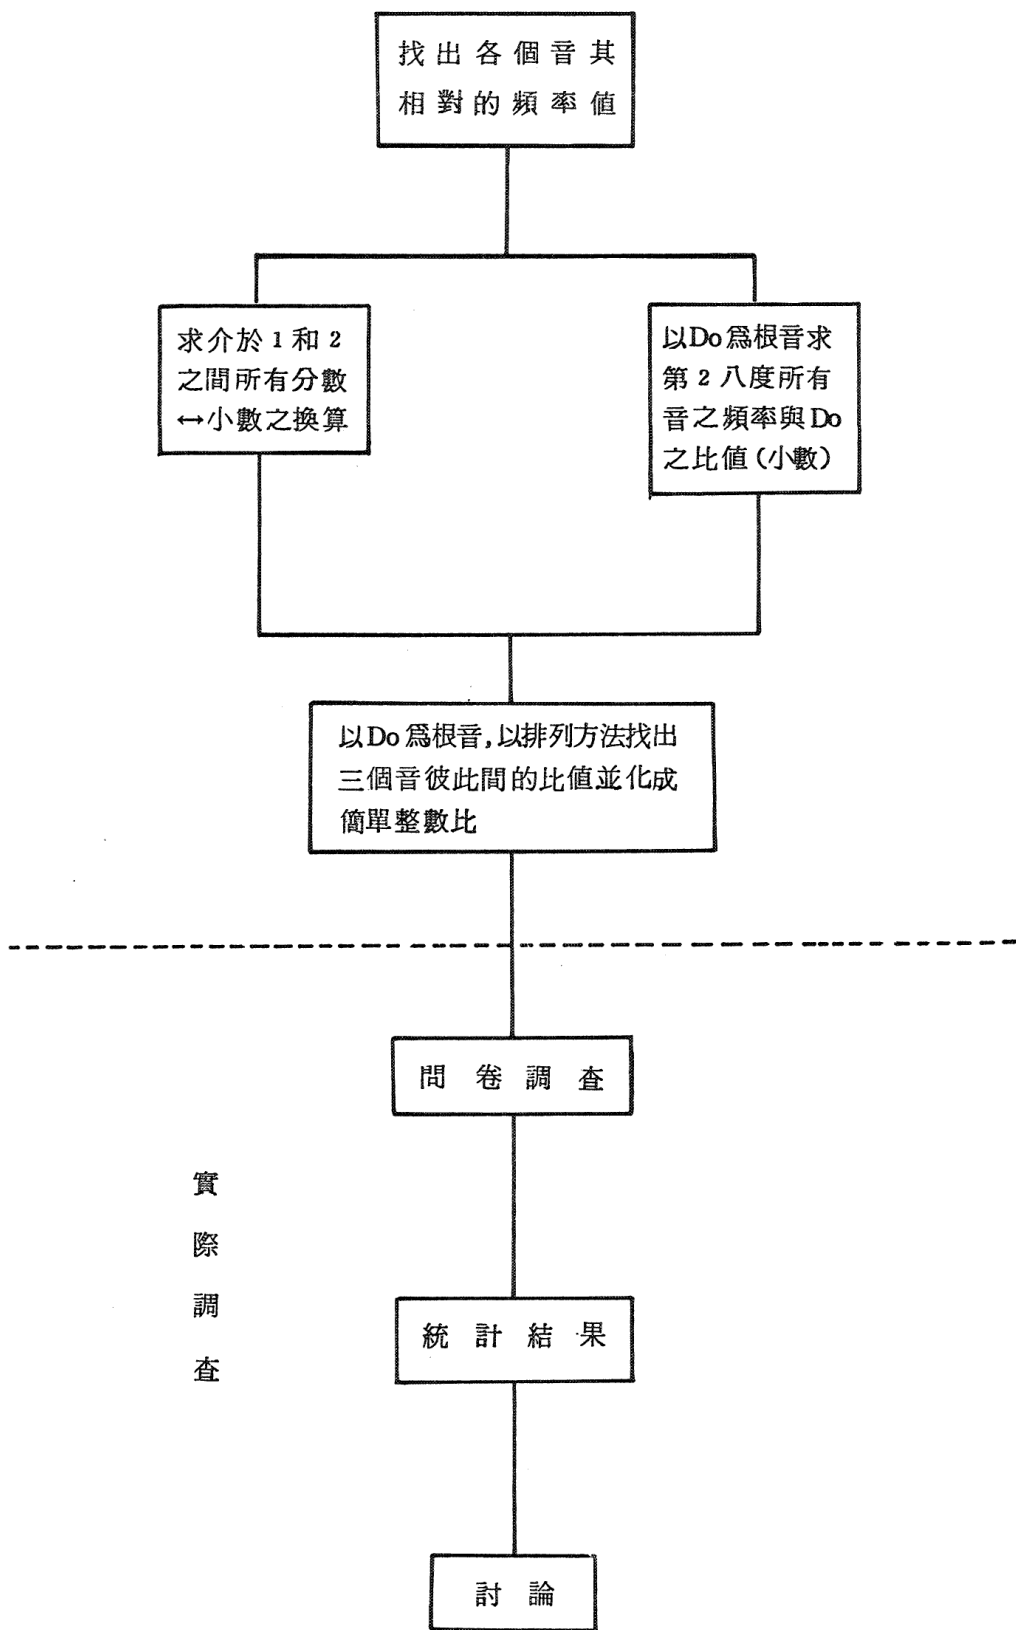 找出各個音其
相對的頻率值
求介於1和2
之間所有分數
↔小數之換算
以Do爲根音求
第2八度所有
音之頻率與Do
之比值(小數)
以Do爲根音,以排列方法找出
三個音彼此間的比值並化成
簡單整數比
問卷調查
實際調查
統計結果
討論